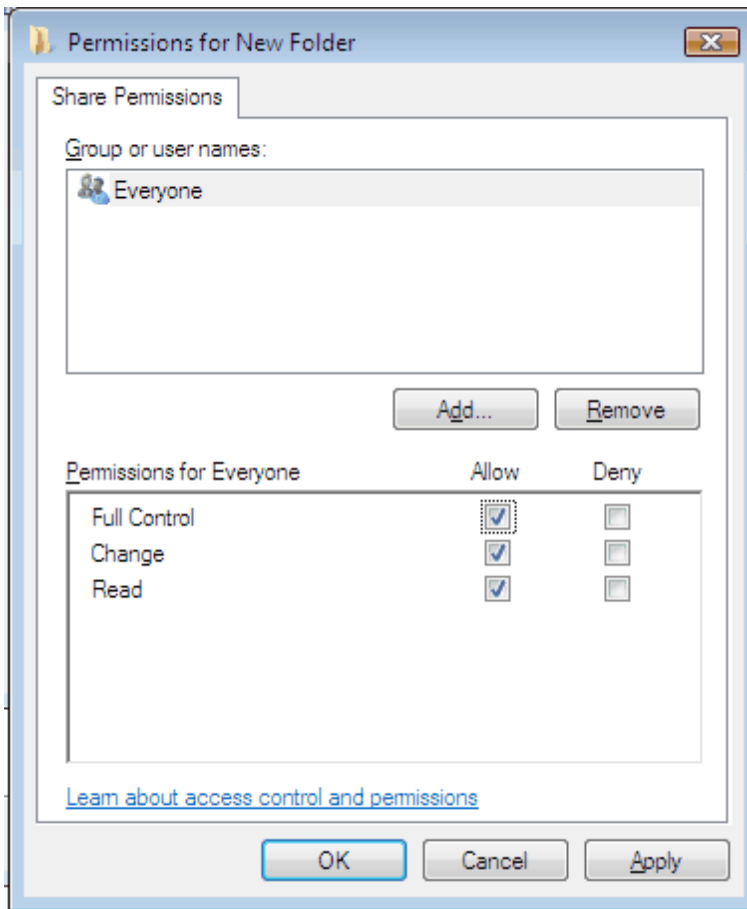 Permissions for New Folder
Share Permissions
Group or user names:
Everyone
Add... Remove
Permissions for Everyone Allow Deny
Full Control
Change
Read
Learn about access control and permissions
OK Cancel Apply